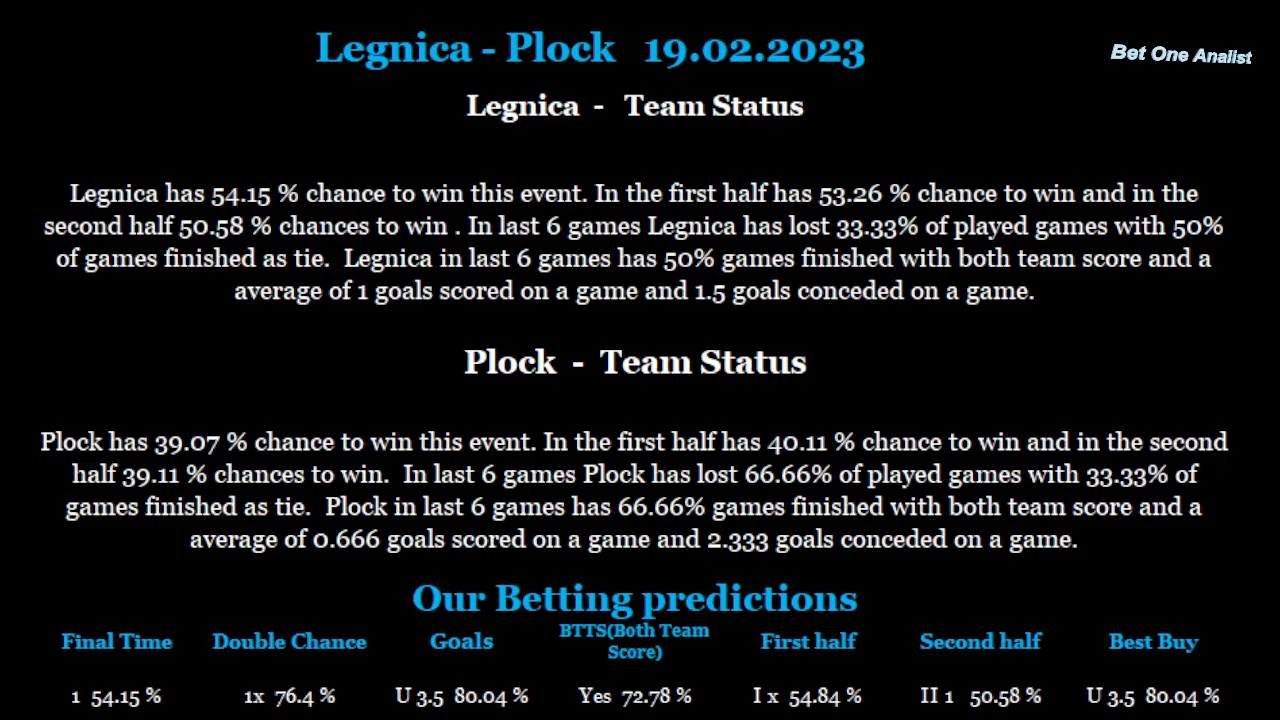 Legnica - Plock 19.02.2023
Bet One Analist
Legnica - Team Status
Legnica has 54.15 % chance to win this event. In the first half has 53.26 % chance to win and in the
second half 50.58 % chances to win . In last 6 games Legnica has lost 33.33% of played games with 50%
of games finished as tie. Legnica in last 6 games has 50% games finished with both team score and a
average of 1 goals scored on a game and 1.5 goals conceded on a game.
Plock - Team Status
Plock has 39.07 % chance to win this event. In the first half has 40.11 % chance to win and in the second
half 39.11 % chances to win. In last 6 games Plock has lost 66.66% of played games with 33.33% of
games finished as tie. Plock in last 6 games has 66.66% games finished with both team score and a
average of 0.666 goals scored on a game and 2.333 goals conceded on a game.
Our Betting predictions
Final Time Double Chance Goals BTTS(Both Team First half Second half Best Buy
Score)
1 54.15 % 1x 76.4 % U 3.5 80.04 % Yes 72.78 % I x 54.84 % II 1 50.58 % U 3.5 80.04 %